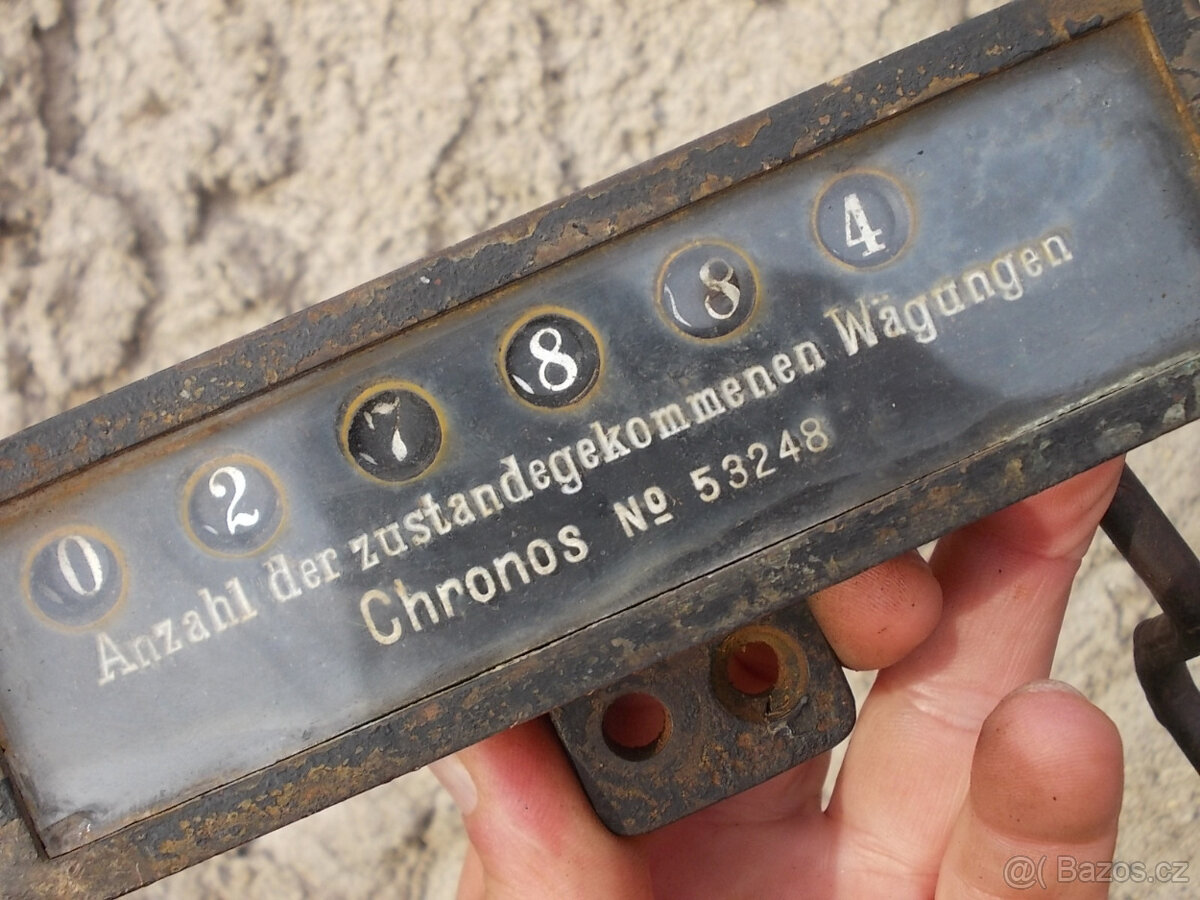 0 2 7 8 8 4
Anzahl der zustandegekommenen Wägungen
Chronos Nº 53248
@( Bazos.cz